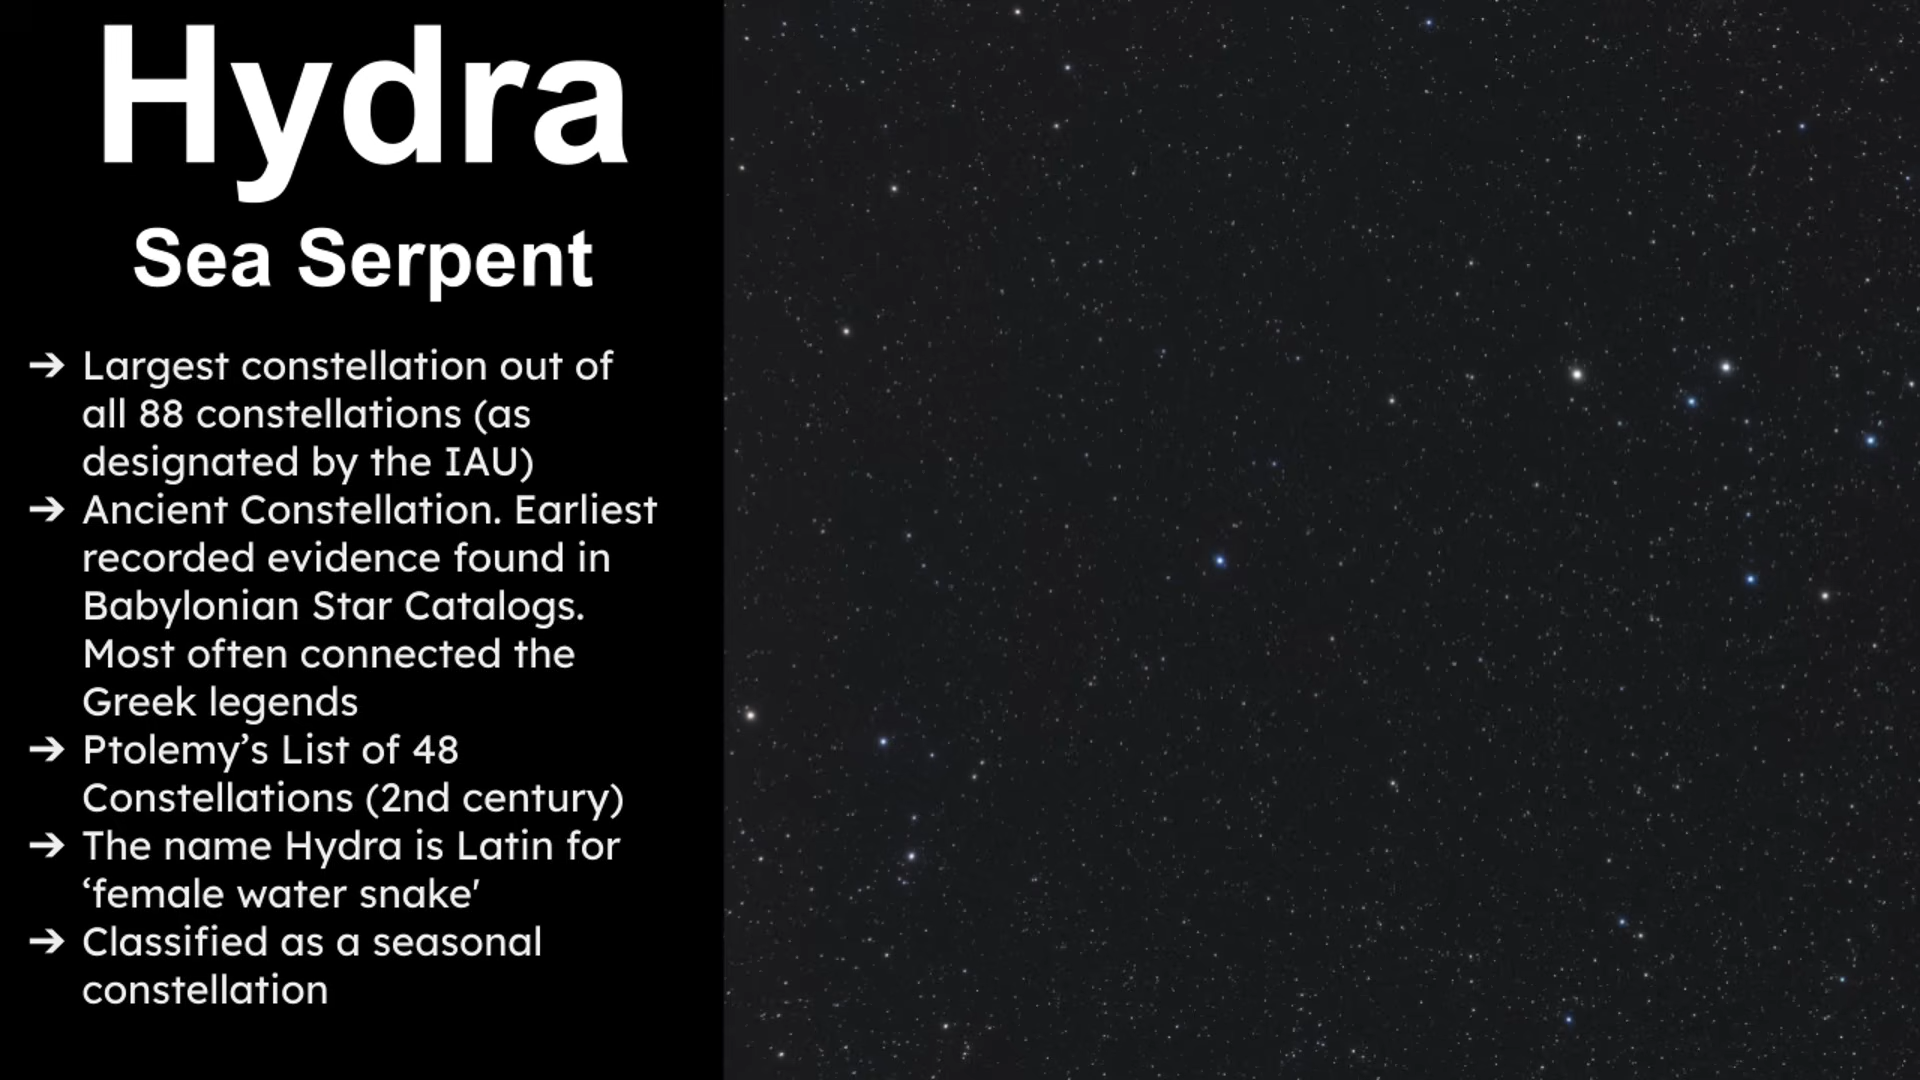 Hydra
Sea Serpent
➔ Largest constellation out of
all 88 constellations (as
designated by the IAU)
➔ Ancient Constellation. Earliest
recorded evidence found in
Babylonian Star Catalogs.
Most often connected the
Greek legends
➔ Ptolemy’s List of 48
Constellations (2nd century)
➔ The name Hydra is Latin for
‘female water snake'
➔ Classified as a seasonal
constellation